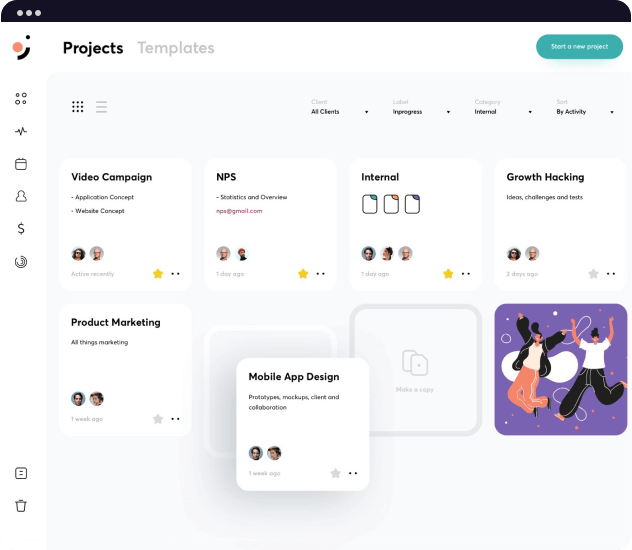 Projects
Templates
Start a new project
Client
All Clients
Label
Inprogress
Category
Internal
Sort
By Activity
Video Campaign
- Application Concept
- Website Concept
Active recently
NPS
- Statistics and Overview
nps@gmail.com
1 day ago
Internal
1 day ago
Growth Hacking
Ideas, challenges and tests
2 days ago
Product Marketing
All things marketing
1 week ago
Mobile App Design
Prototypes, mockups, client and
collaboration
1 week ago
Make a copy